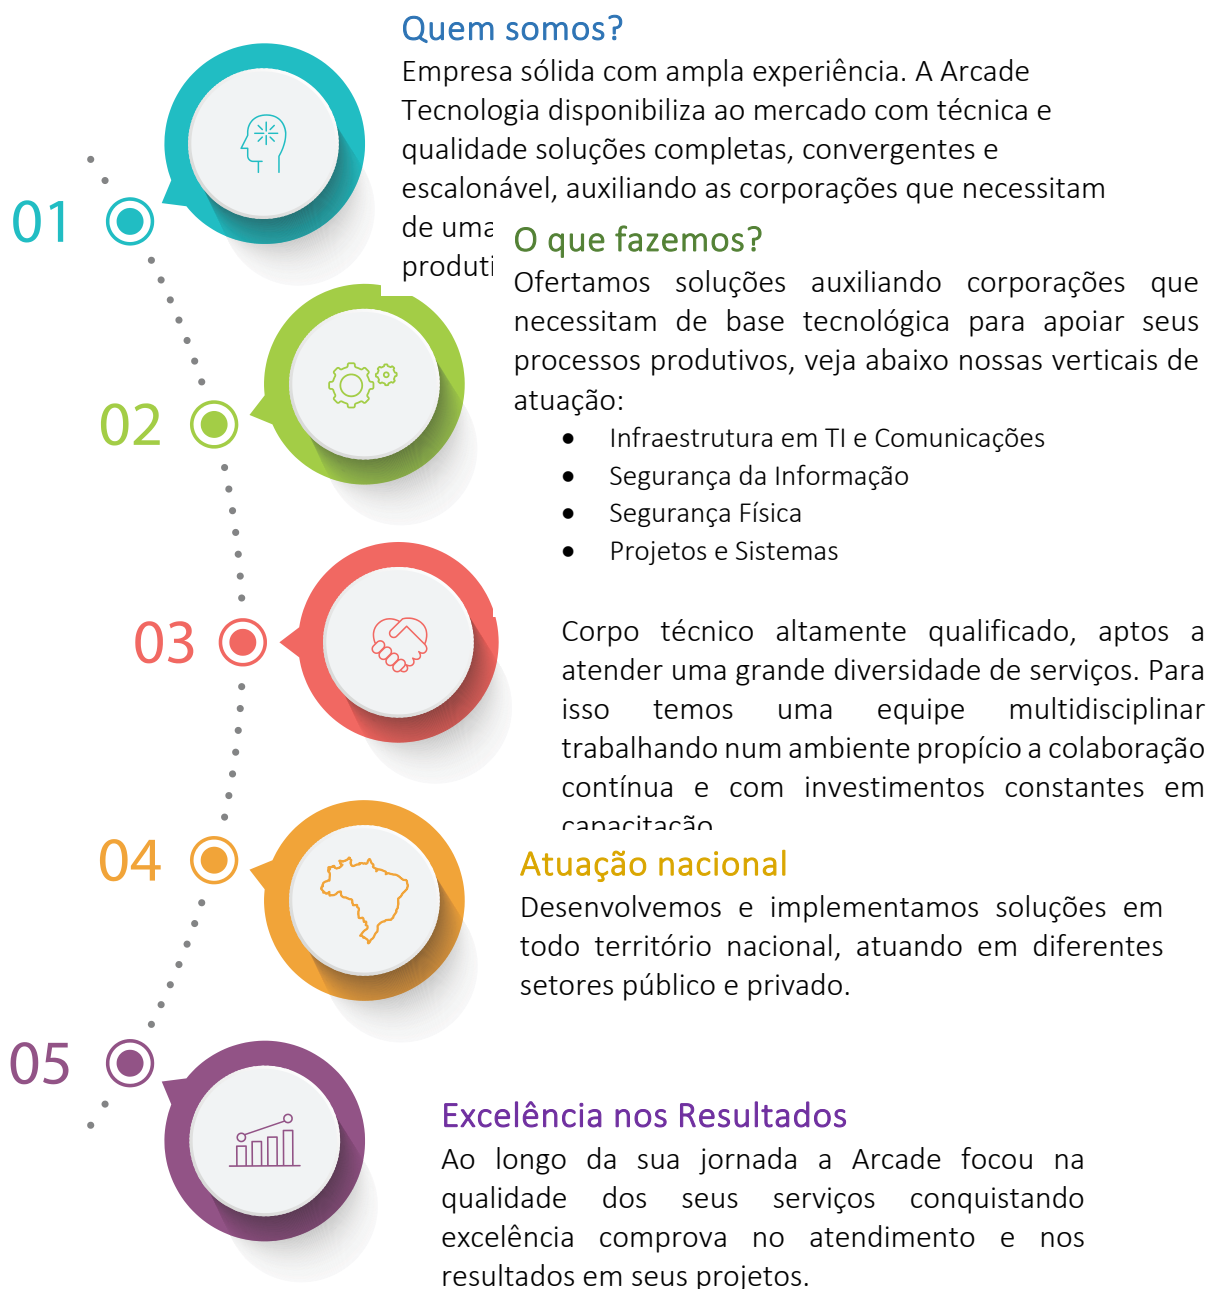 Quem somos?
Empresa sólida com ampla experiência. A Arcade
Tecnologia disponibiliza ao mercado com técnica e
qualidade soluções completas, convergentes e
escalonável, auxiliando as corporações que necessitam
de uma
produti
01
O que fazemos?
Ofertamos soluções auxiliando corporações que
necessitam de base tecnológica para apoiar seus
processos produtivos, veja abaixo nossas verticais de
atuação:
• Infraestrutura em TI e Comunicações
• Segurança da Informação
• Segurança Física
• Projetos e Sistemas
02
03
Corpo técnico altamente qualificado, aptos a
atender uma grande diversidade de serviços. Para
isso temos uma equipe multidisciplinar
trabalhando num ambiente propício a colaboração
contínua e com investimentos constantes em
capacitação
04
Atuação nacional
Desenvolvemos e implementamos soluções em
todo território nacional, atuando em diferentes
setores público e privado.
05
Excelência nos Resultados
Ao longo da sua jornada a Arcade focou na
qualidade dos seus serviços conquistando
excelência comprova no atendimento e nos
resultados em seus projetos.